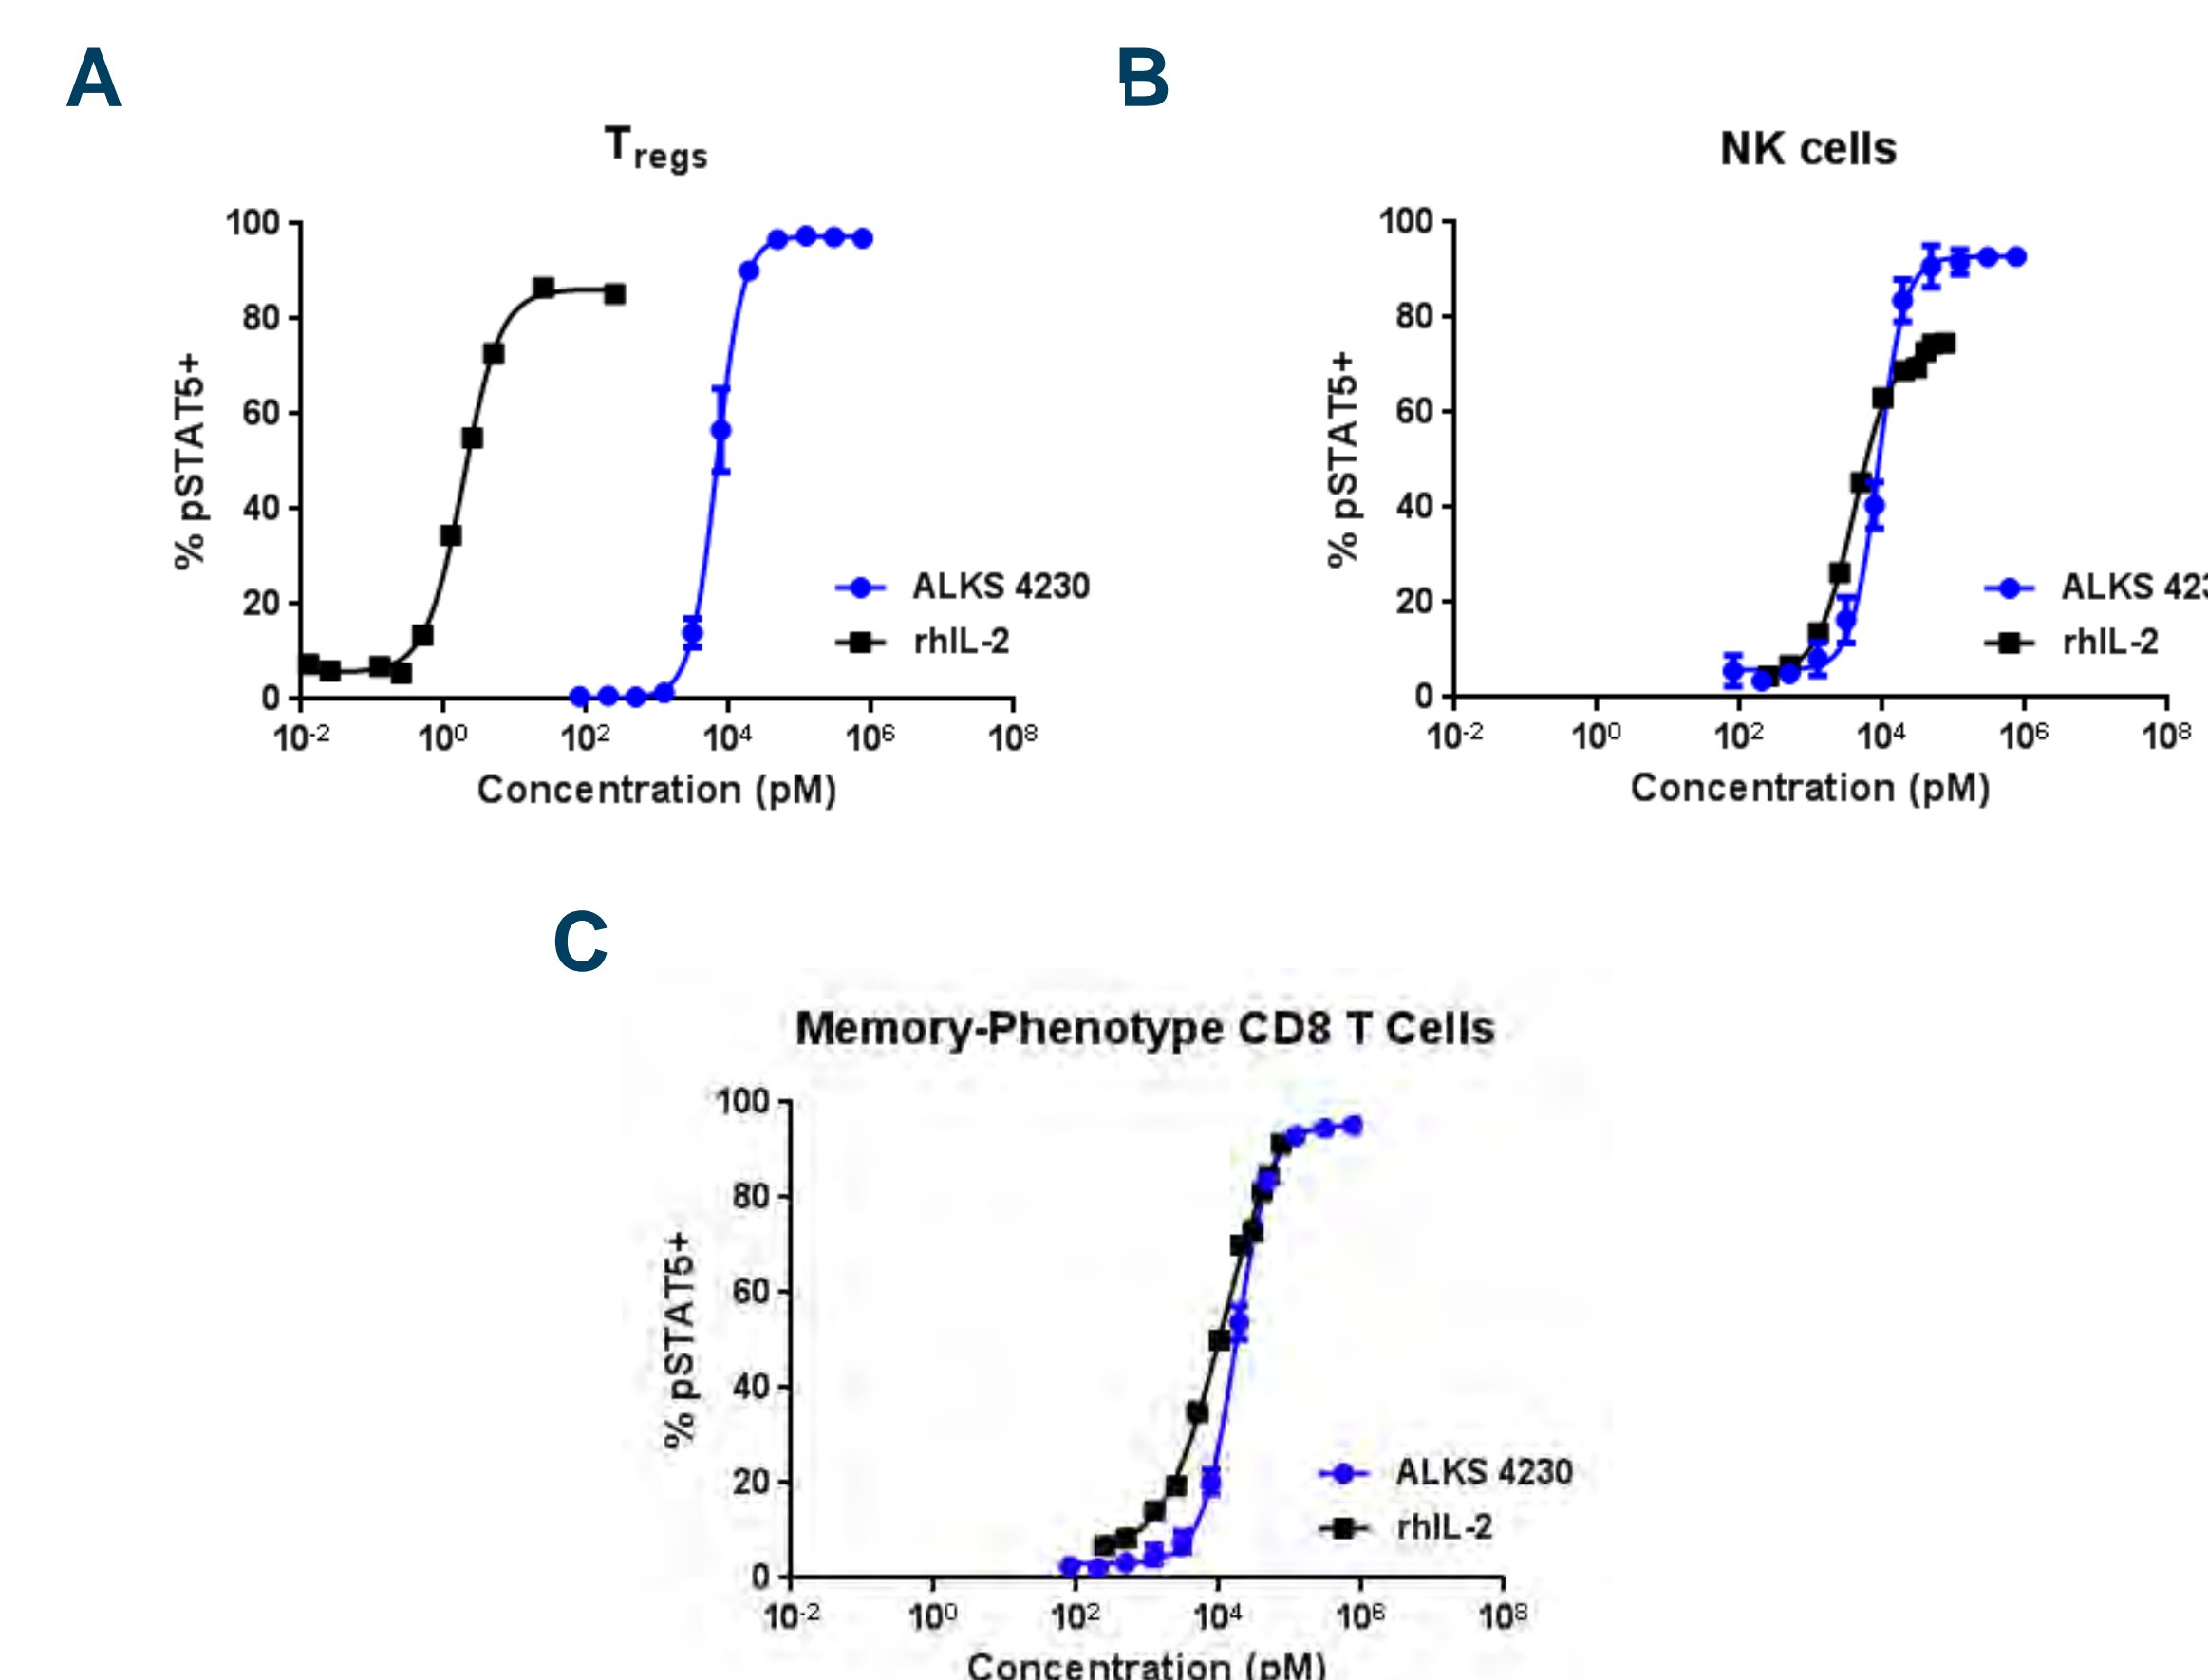 A
T regs
100
80
60
40
20
0
% pSTAT5+
10-2 100 102 104 106 108
Concentration (pM)
ALKS 4230
rhIL-2
B
NK cells
100
80
60
40
20
0
% pSTAT5+
10-2 100 102 104 106 108
Concentration (pM)
ALKS 423
rhIL-2
C
Memory-Phenotype CD8 T Cells
100
80
60
40
20
0
% pSTAT5+
10-2 100 102 104 106 108
Concentration (pM)
ALKS 4230
rhIL-2